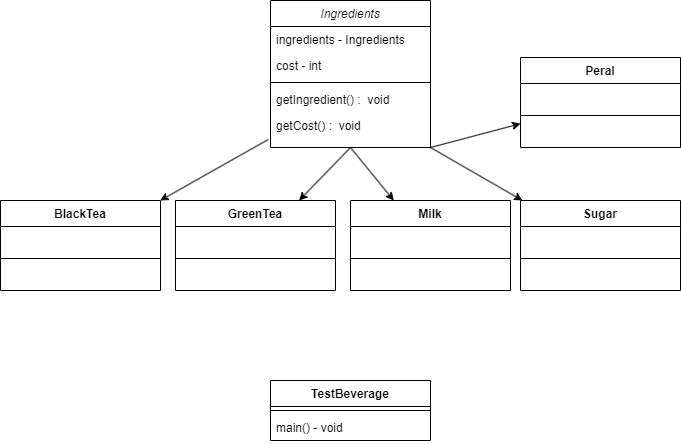 Ingredients
ingredients - Ingredients
cost - int
getIngredient() : void
getCost() : void
Peral
BlackTea
GreenTea
Milk
Sugar
TestBeverage
main() - void